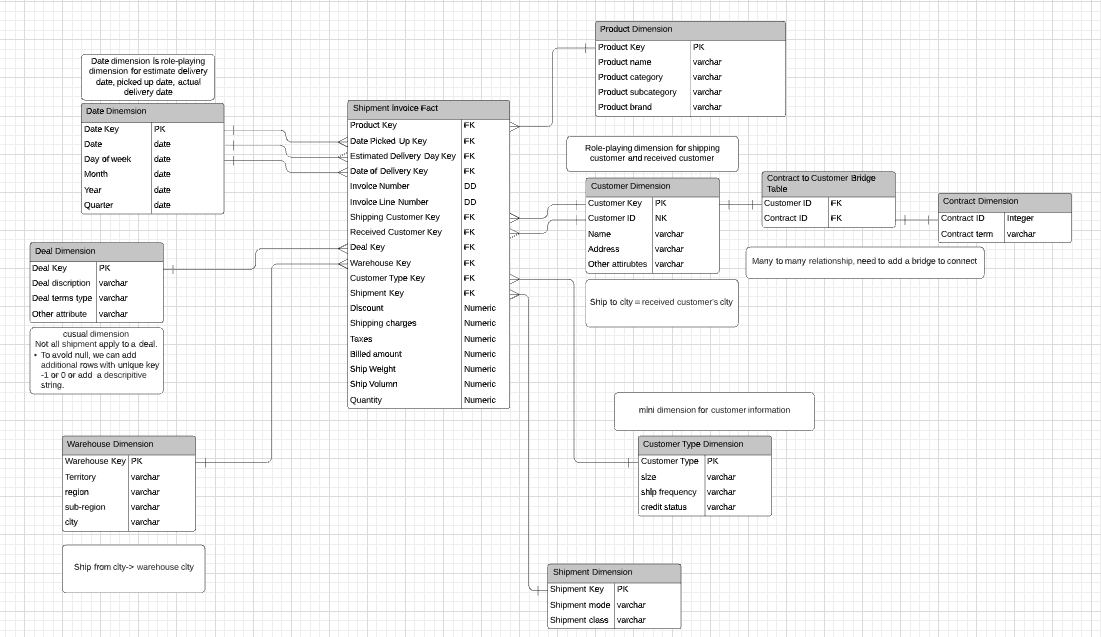 Product Dimension
Product Key PK
Product name varchar
Product category varchar
Product subcategory varchar
Product brand varchar
Date dimension is role-playing
dimension for estimate delivery
date, picked up date, actual
delivery date
Date Dinemsion
Date Key PK
Date date
Day of week date
Month date
Year date
Quarter date
Shipment Invoice Fact
Product Key FK
Date Picked Up Key FK
Estimated Delivery Day Key FK
Date of Delivery Key FK
Invoice Number DD
Invoice Line Number DD
Shipping Customer Key FK
Received Customer Key FK
Deal Key FK
Warehouse Key FK
Customer Type Key FK
Shipment Key FK
Discount Numeric
Shipping charges Numeric
Taxes Numeric
Billed amount Numeric
Ship Weight Numeric
Ship Volumn Numeric
Quantity Numeric
Role-playing dimension for shipping
customer and received customer
Customer Dimension
Customer Key PK
Customer ID NK
Name varchar
Address varchar
Other attirubtes varchar
Contract to Customer Bridge
Table
Customer ID FK
Contract ID FK
Contract Dimension
Contract ID Integer
Contract term varchar
Many to many relationship, need to add a bridge to connect
Ship to city = received customer's city
Deal Dimension
Deal Key PK
Deal discription varchar
Deal terms type varchar
Other attribute varchar
cusual dimension
Not all shipment apply to a deal.
• To avoid null, we can add
additional rows with unique key
-1 or 0 or add a descripitive
string.
mini dimension for customer information
Warehouse Dimension
Warehouse Key PK
Territory varchar
region varchar
sub-region varchar
city varchar
Ship from city-> warehouse city
Customer Type Dimension
Customer Type PK
size varchar
ship frequency varchar
credit status varchar
Shipment Dimension
Shipment Key PK
Shipment mode varchar
Shipment class varchar